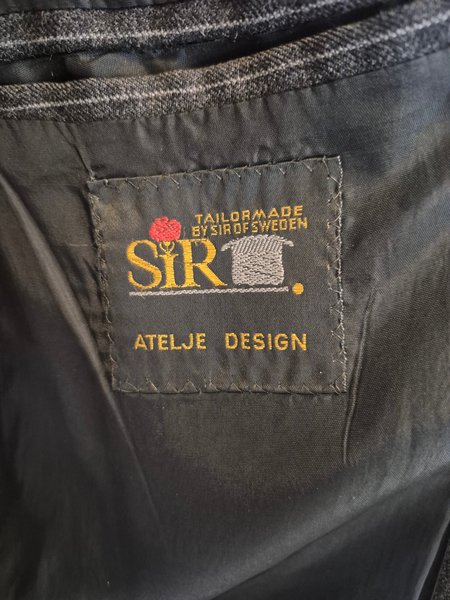 TAILORMADE
BY SIR OF SWEDEN
SIR
ATELJE DESIGN